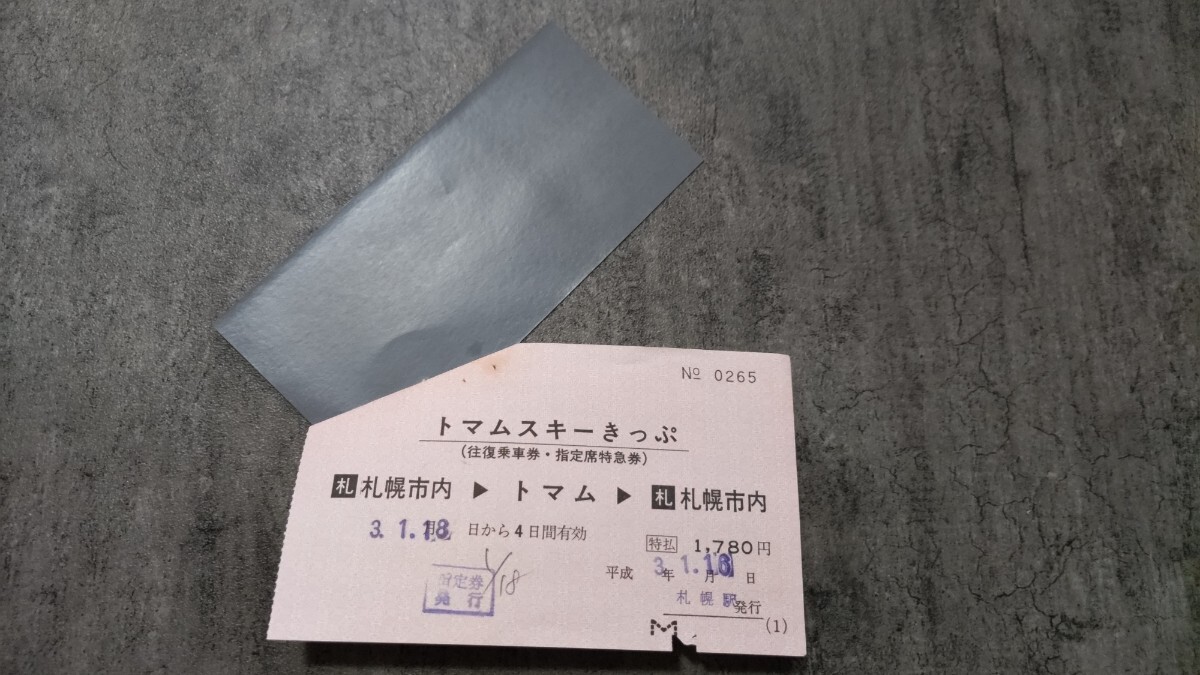 № 0265
トマムスキーきっぷ
(往復乗車券・指定席特急券)
札 札幌市内 ▶ トマム ▶ 札 札幌市内
3. 1.18 月 日から4日間有効
特払 1,780円
1/18
平成 3. 1. 年 月 日
指定券
発行
札幌駅 発行
(1)
M